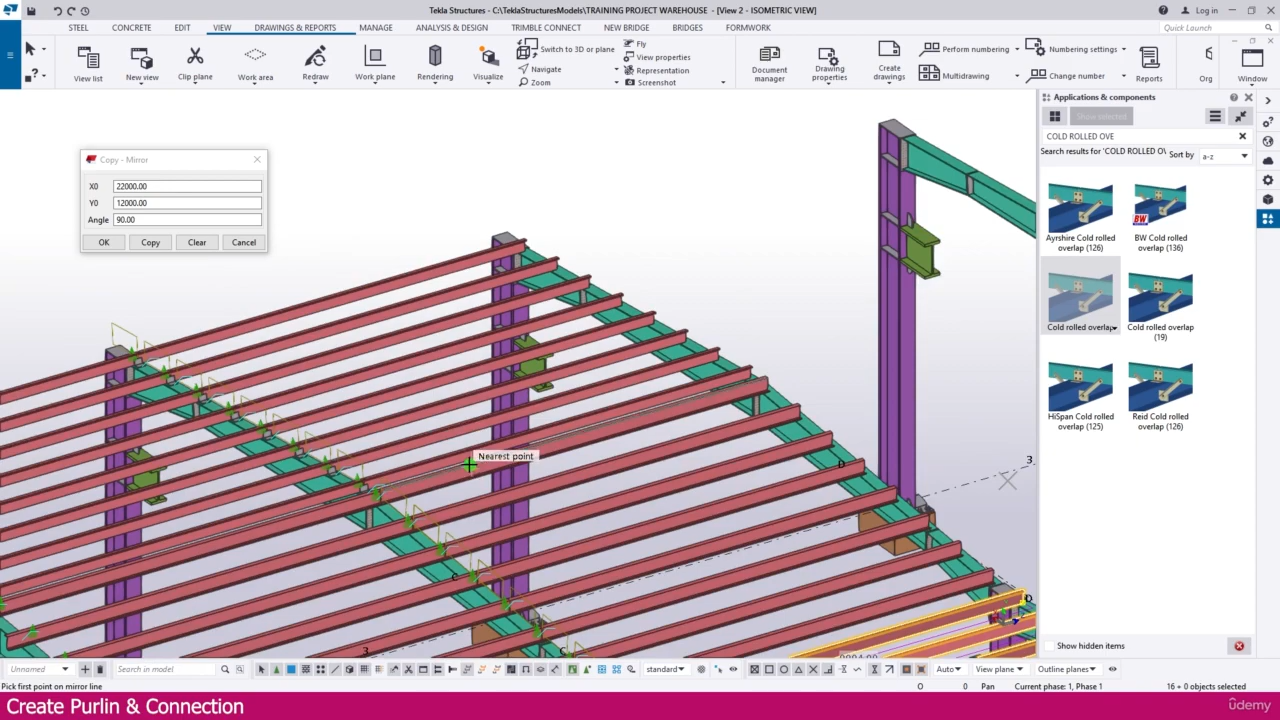 Tekla Structures - C:\TeklaStructuresModels\TRAINING PROJECT WAREHOUSE - [View 2 - ISOMETRIC VIEW]
Log in
STEEL CONCRETE EDIT VIEW DRAWINGS & REPORTS MANAGE ANALYSIS & DESIGN TRIMBLE CONNECT NEW BRIDGE BRIDGES FORMWORK
Quick Launch
View list
New view
Clip plane
Work area
Redraw
Work plane
Rendering
Visualize
Switch to 3D or plane
Navigate
Zoom
Fly
View properties
Representation
Screenshot
Document manager
Drawing properties
Create drawings
Perform numbering
Multidrawing
Numbering settings
Change number
Reports
Org
Window
Applications & components
Show selected
COLD ROLLED OVE
Search results for 'COLD ROLLED OV
Sort by
a-z
Ayrshire Cold rolled overlap (126)
BW Cold rolled overlap (136)
Cold rolled overlap
Cold rolled overlap (19)
HiSpan Cold rolled overlap (125)
Reid Cold rolled overlap (126)
Show hidden items
Copy - Mirror
X0 22000.00
Y0 12000.00
Angle 90.00
OK Copy Clear Cancel
Nearest point
3
D
C
D
C
Unnamed
Search in model
standard
Auto
View plane
Outline planes
Pick first point on mirror line
O 0 Pan Current phase: 1, Phase 1 16 + 0 objects selected
Create Purlin & Connection
ûdemy